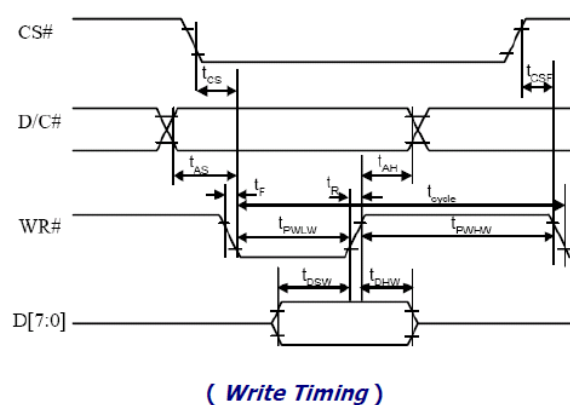 CS#
tCS
tCSF
D/C#
tAS
tF
tR
tAH
tcycle
WR#
tPWLW
tPWHW
tDSW
tDHW
D[7:0]
( Write Timing )